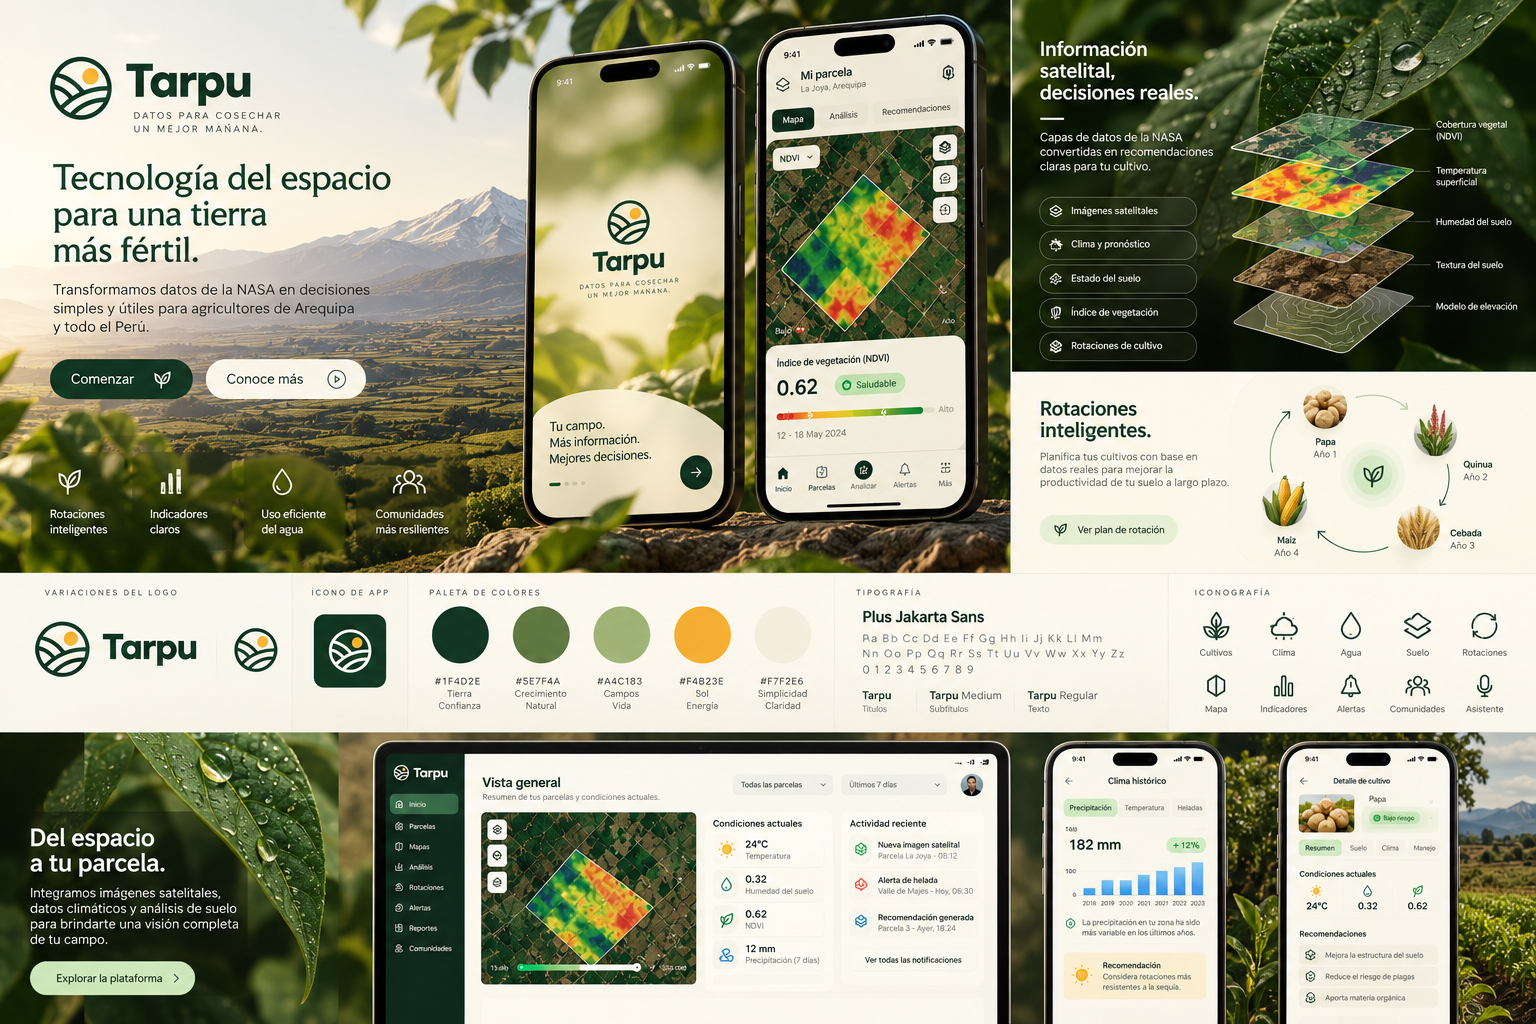 Tarpu
DATOS PARA COSECHAR
UN MEJOR MAÑANA.
Tecnología del espacio
para una tierra
más fértil.
Transformamos datos de la NASA en decisiones
simples y útiles para agricultores de Arequipa
y todo el Perú.
Comenzar
Conoce más
Rotaciones
inteligentes
Indicadores
claros
Uso eficiente
del agua
Comunidades
más resilientes
9:41
Tarpu
DATOS PARA COSECHAR
UN MEJOR MAÑANA.
Tu campo.
Más información.
Mejores decisiones.
9:41
Mi parcela
La Joya, Arequipa
Mapa
Análisis
Recomendaciones
NDVI
Bajo
Índice de vegetación (NDVI)
0.62
Saludable
Alto
12 - 18 May 2024
Inicio
Parcelas
Analizar
Alertas
Más
Información
satelital,
decisiones reales.
Capas de datos de la NASA
convertidas en recomendaciones
claras para tu cultivo.
Imágenes satelitales
Clima y pronóstico
Estado del suelo
Índice de vegetación
Rotaciones de cultivo
Cobertura vegetal
(NDVI)
Temperatura
superficial
Humedad del suelo
Textura del suelo
Modelo de elevación
Rotaciones
inteligentes.
Planifica tus cultivos con base en
datos reales para mejorar la
productividad de tu suelo a largo plazo.
Ver plan de rotación
Papa
Año 1
Quinua
Año 2
Cebada
Año 3
Maiz
Año 4
VARIACIONES DEL LOGO
Tarpu
ÍCONO DE APP
PALETA DE COLORES
#1F4D2E
Tierra
Confianza
#5E7F4A
Crecimiento
Natural
#A4C183
Campos
Vida
#F4B23E
Sol
Energía
#F7F2E6
Simplicidad
Claridad
TIPOGRAFÍA
Plus Jakarta Sans
Aa Bb Cc Dd Ee Ff Gg Hh Ii Jj Kk Ll Mm
Nn Oo Pp Qq Rr Ss Tt Uu Vv Ww Xx Yy Zz
0 1 2 3 4 5 6 7 8 9
Tarpu
Titulos
Tarpu Medium
Subtitulos
Tarpu Regular
Texto
ICONOGRAFÍA
Cultivos
Clima
Agua
Suelo
Rotaciones
Mapa
Indicadores
Alertas
Comunidades
Asistente
Del espacio
a tu parcela.
Integramos imágenes satelitales,
datos climáticos y análisis de suelo
para brindarte una visión completa
de tu campo.
Explorar la plataforma
Tarpu
Inicio
Parcelas
Mapas
Análisis
Rotaciones
Alertas
Reportes
Comunidades
Vista general
Resumen de tus parcelas y condiciones actuales.
Todas las parcelas
Últimos 7 días
Condiciones actuales
24°C
Temperatura
0.32
Humedad del suelo
0.62
NDVI
12 mm
Precipitación (7 días)
Actividad reciente
Nueva imagen satelital
Parcela La Joya - 08:12
Alerta de helada
Valle de Majes - Hoy, 06:30
Recomendación generada
Parcela 3 - Ayer, 18.24
Ver todas las notificaciones
9:41
Clima histórico
Precipitación
Temperatura
Heladas
182 mm
+ 12%
100
0
2018 2019 2020 2021 2021 2022 2023
La precipitación en tu zona ha sido
más variable en los últimos años.
Recomendación
Considera rotaciones más
resistentes a la sequia.
9:41
Detalle de cultivo
Papa
Bajo riesgo
Resumen
Suelo
Clima
Manejo
Condiciones actuales
24°C
0.32
0.62
Recomendaciones
Mejora la estructura del suelo
Reduce el riesgo de plagas
Aporta materia orgánica